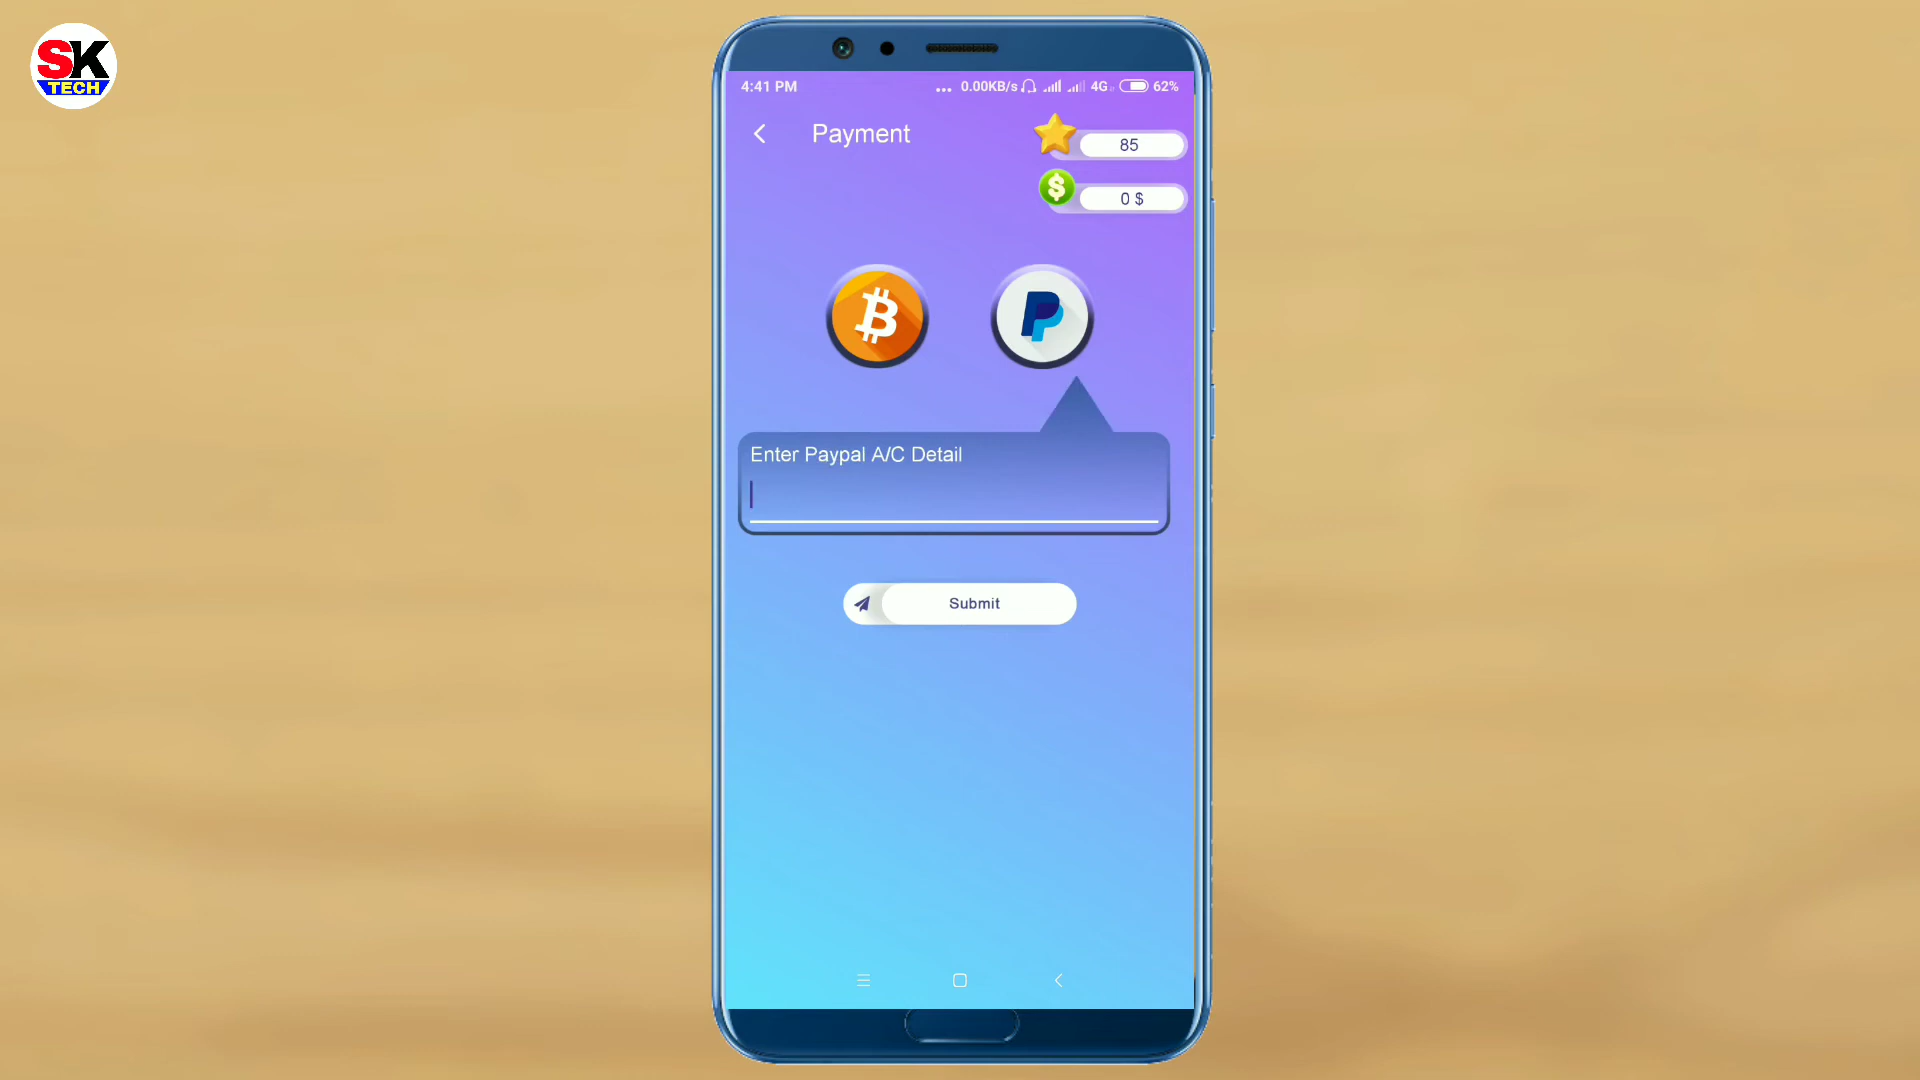 SK
TECH
4:41 PM
... 0.00KB/s 4G 62%
Payment
85
0 $
Enter Paypal A/C Detail
Submit